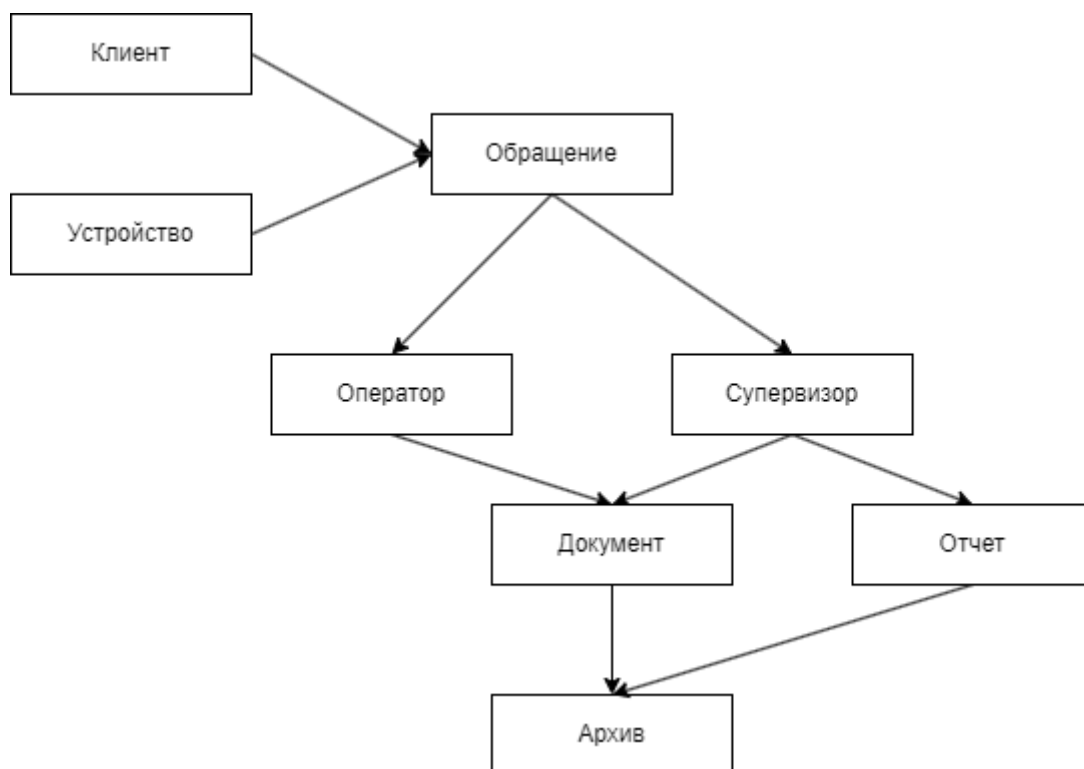 Клиент
Обращение
Устройство
Оператор
Супервизор
Документ
Отчет
Архив